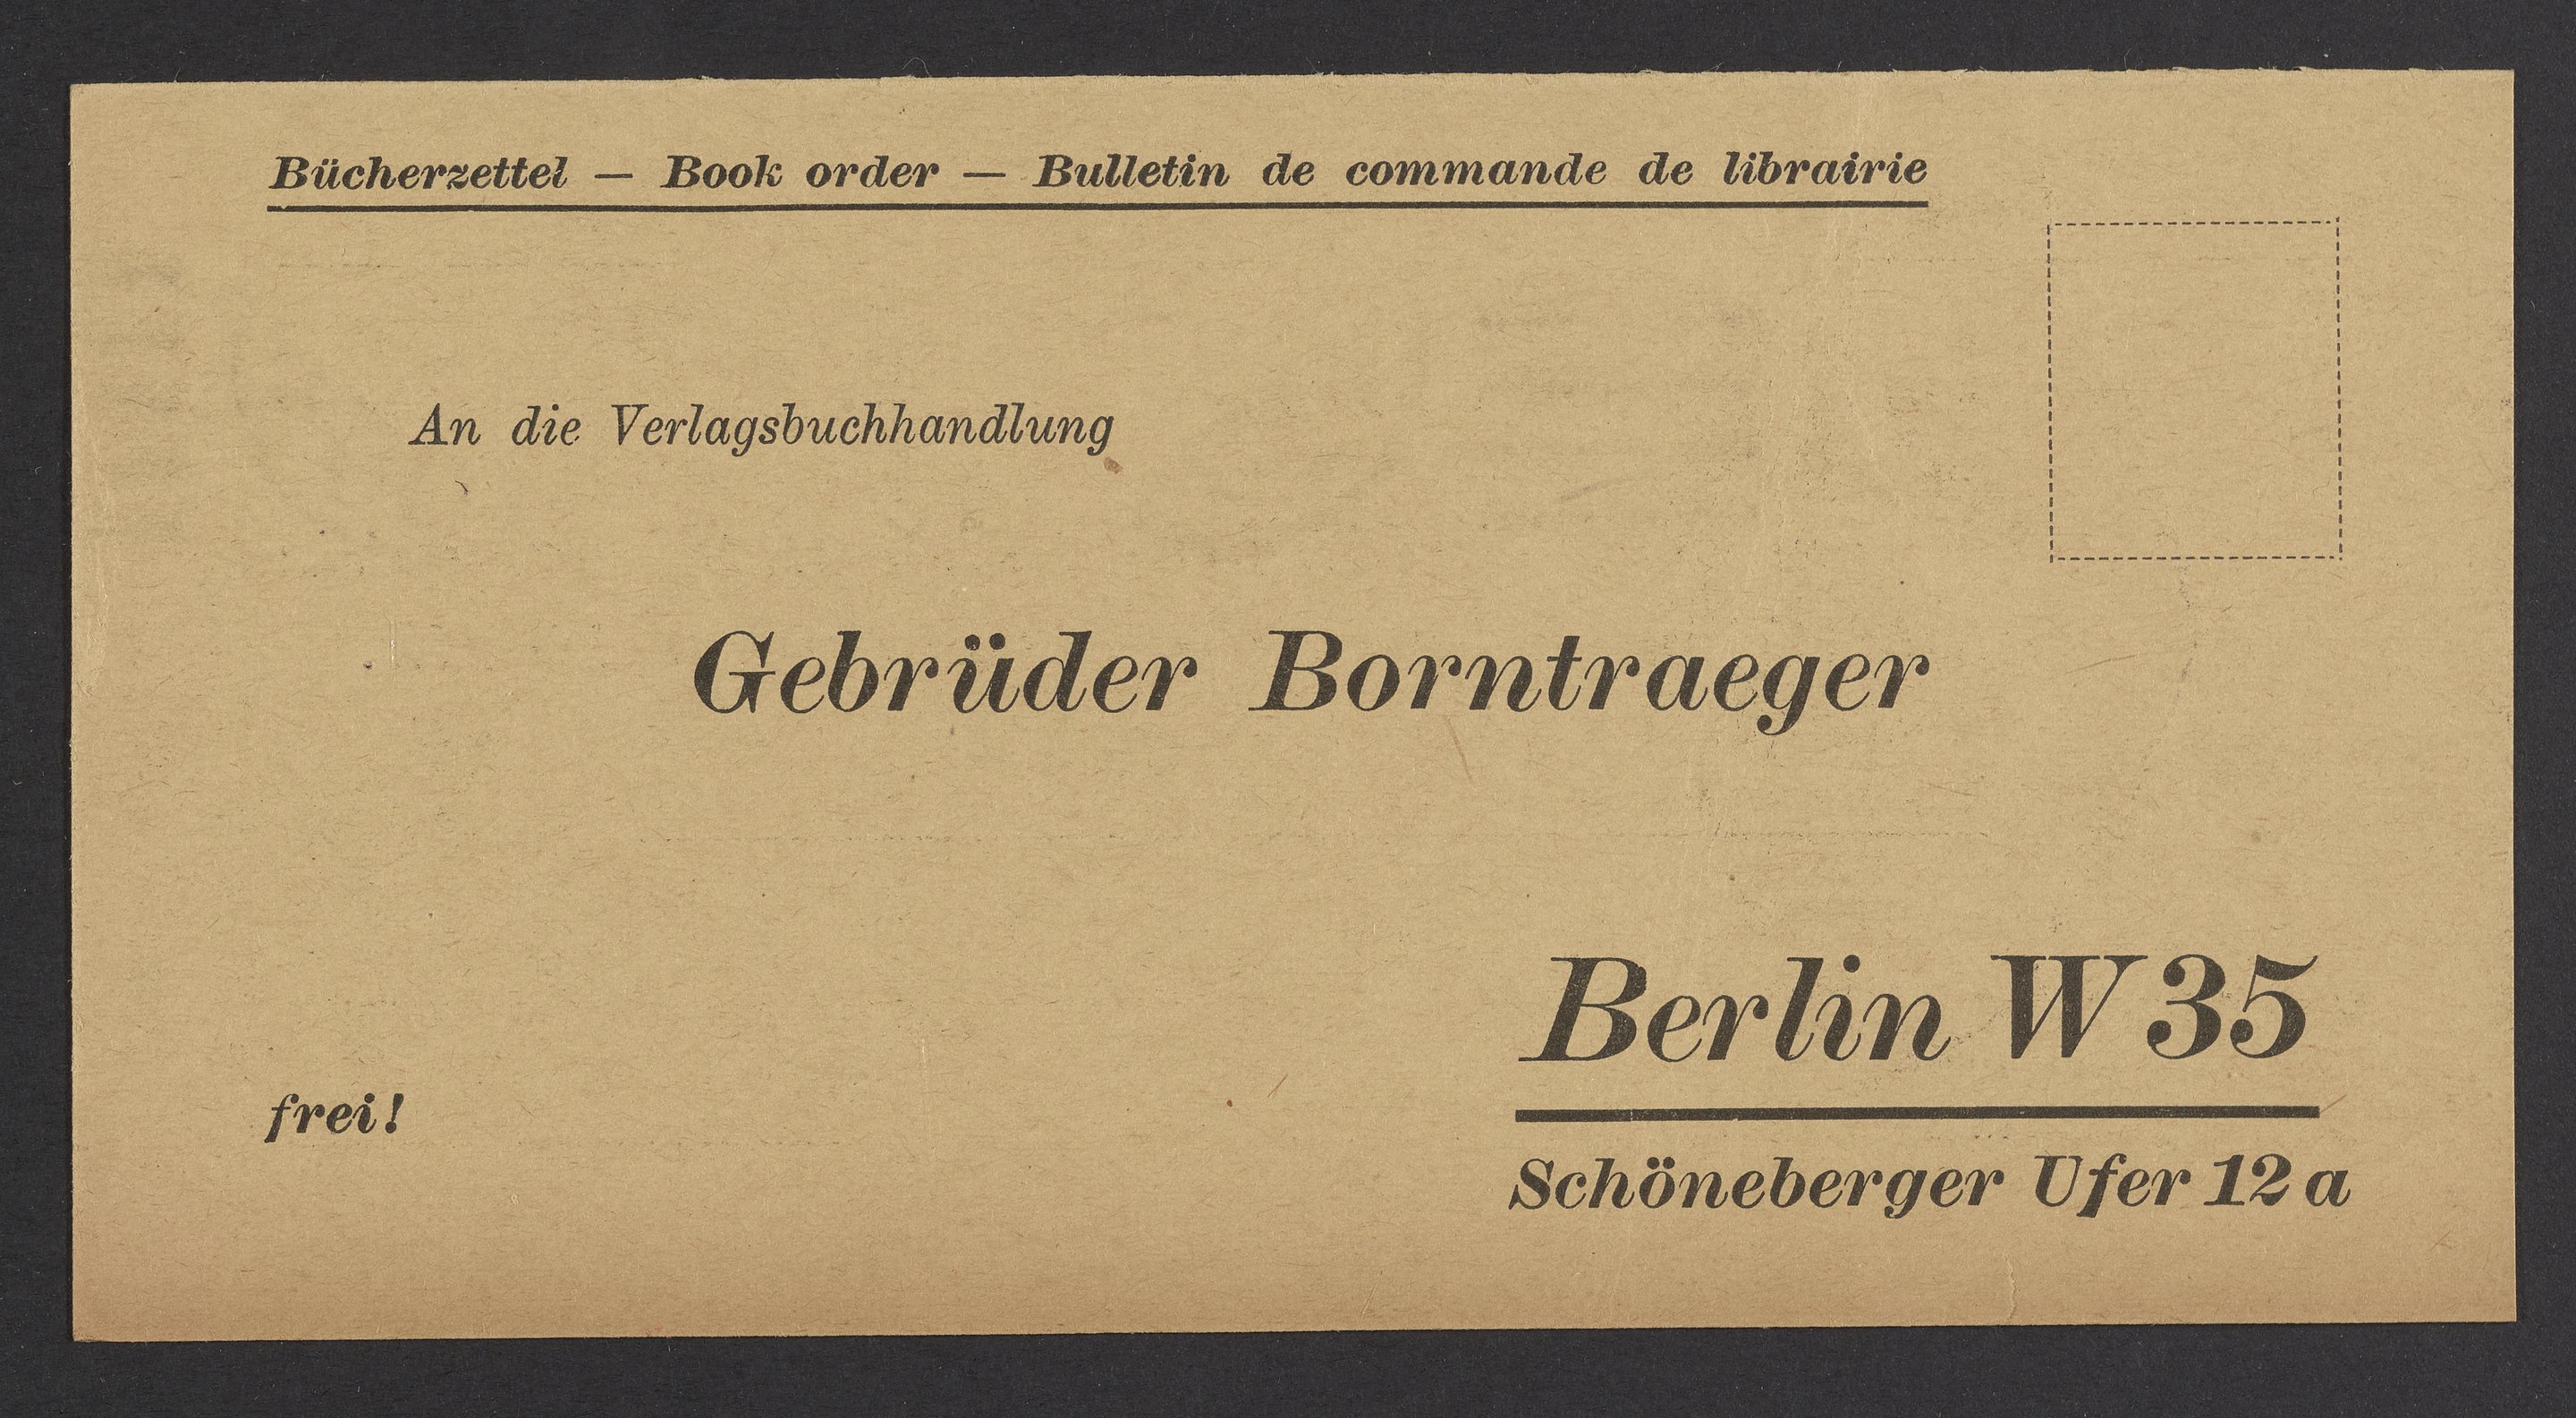 Bücherzettel — Book order — Bulletin de commande de librairie
An die Verlagsbuchhandlung
Gebrüder Borntraeger
Berlin W 35
frei!
Schöneberger Ufer 12 a